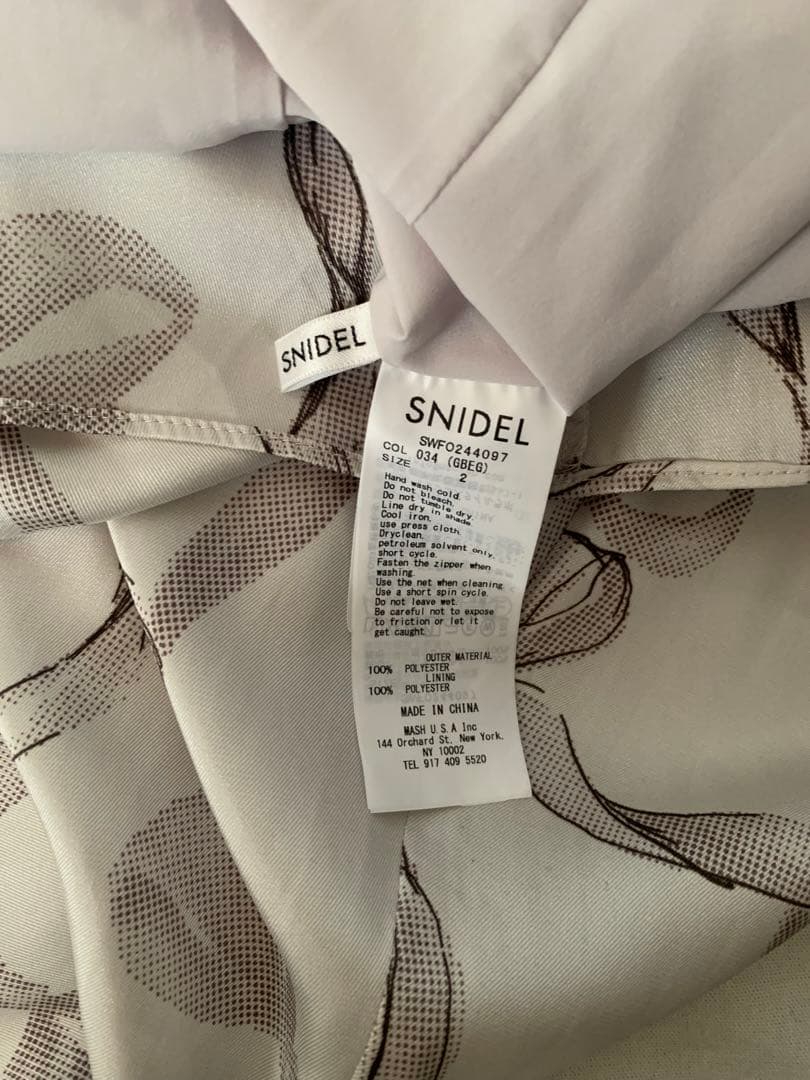 SNIDEL
SNIDEL
SWFO244097
COL 034 (GBEG)
SIZE 2
Hand wash cold.
Do not bleach.
Do not tumble dry.
Line dry in shade
Cool iron.
use press cloth.
Dryclean.
petroleum solvent only.
short cycle.
Fasten the zipper when
washing.
Use the net when cleaning.
Use a short spin cycle.
Do not leave wet.
Be careful not to expose
to friction or let it
get caught.
OUTER MATERIAL
100% POLYESTER
LINING
100% POLYESTER
MADE IN CHINA
MASH U.S.A Inc
144 Orchard St. New York.
NY 10002
TEL 917 409 5520